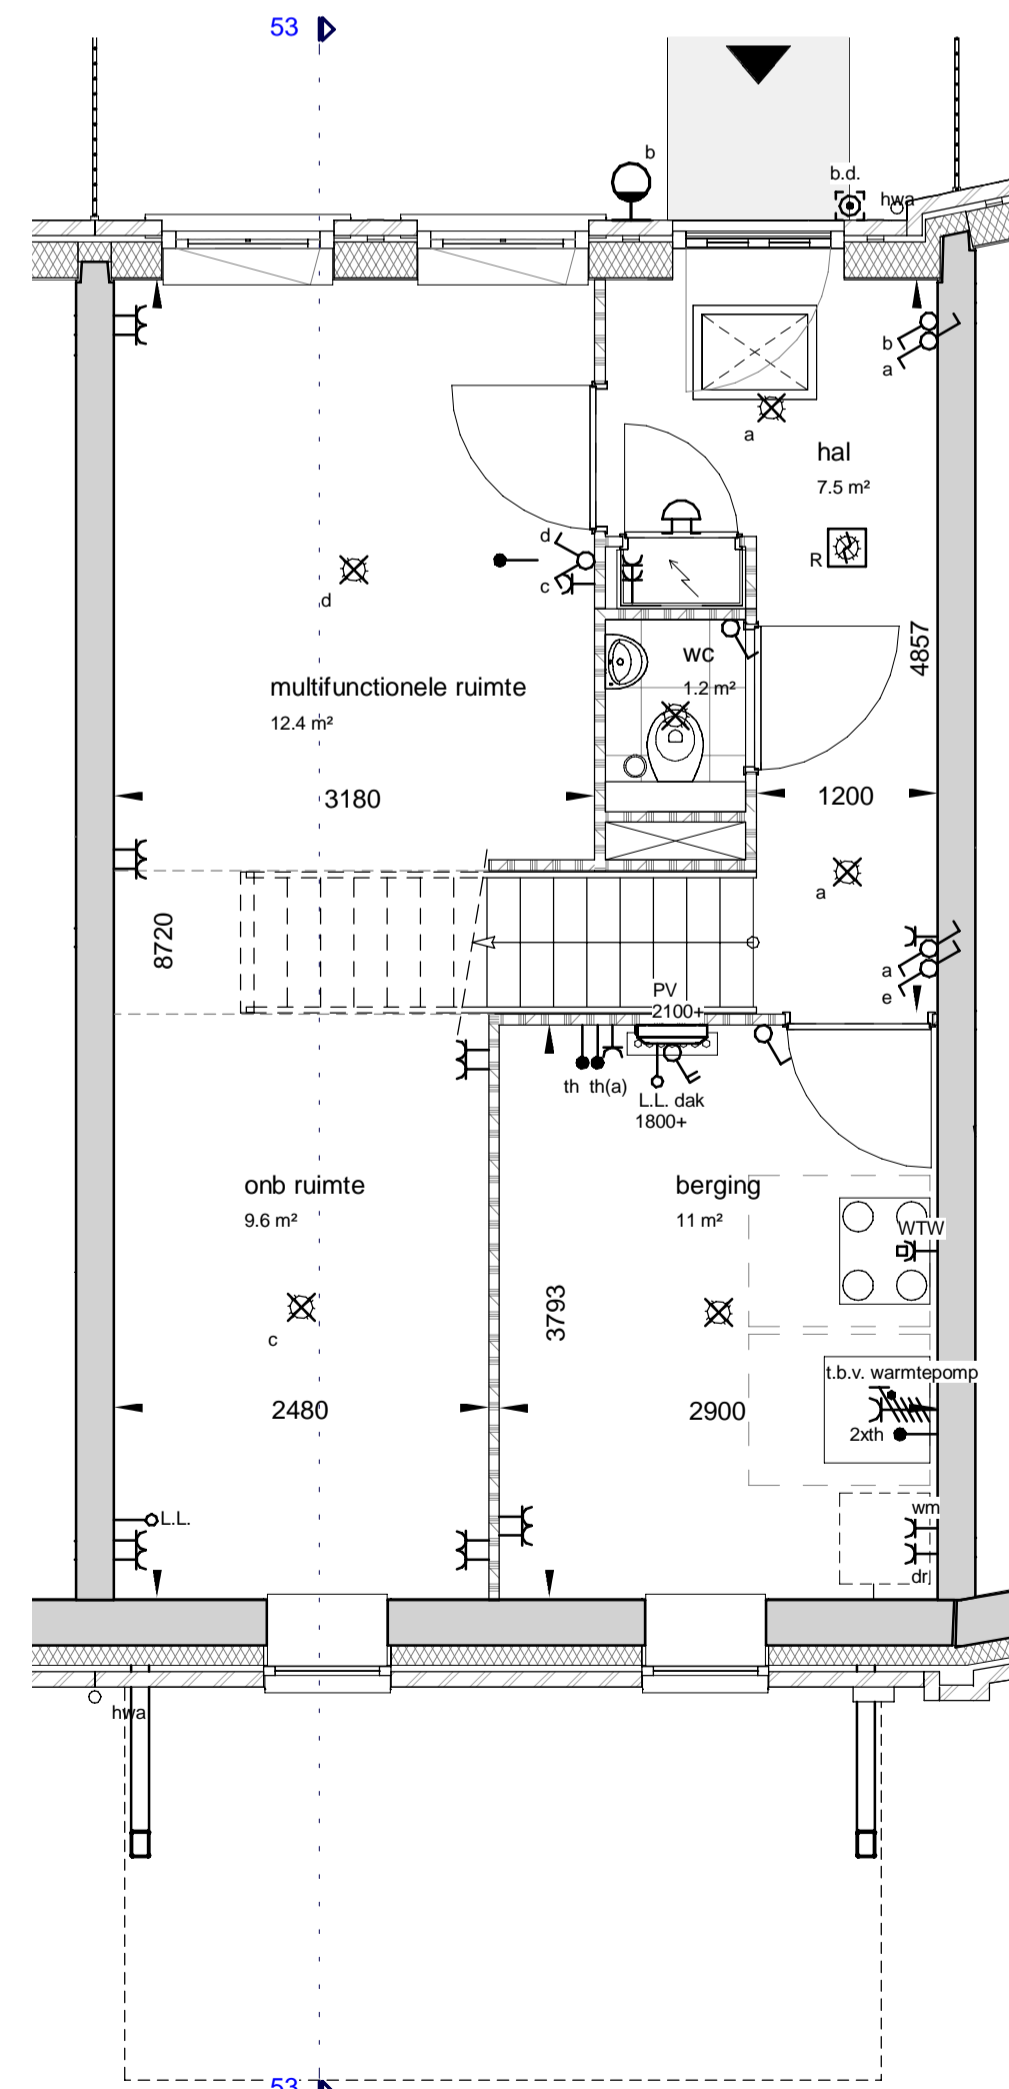 53
b
b.d.
hwa
b
a
a
hal
7.5 m²
d
c
R
d
wc
1.2 m²
4857
multifunctionele ruimte
12.4 m²
3180
1200
a
8720
a
e
PV
2100+
th th(a)
L.L. dak
1800+
onb ruimte
9.6 m²
berging
11 m²
WTW
3793
c
t.b.v. warmtepomp
2480
2900
2xth
wm
L.L.
dr
hwa
53